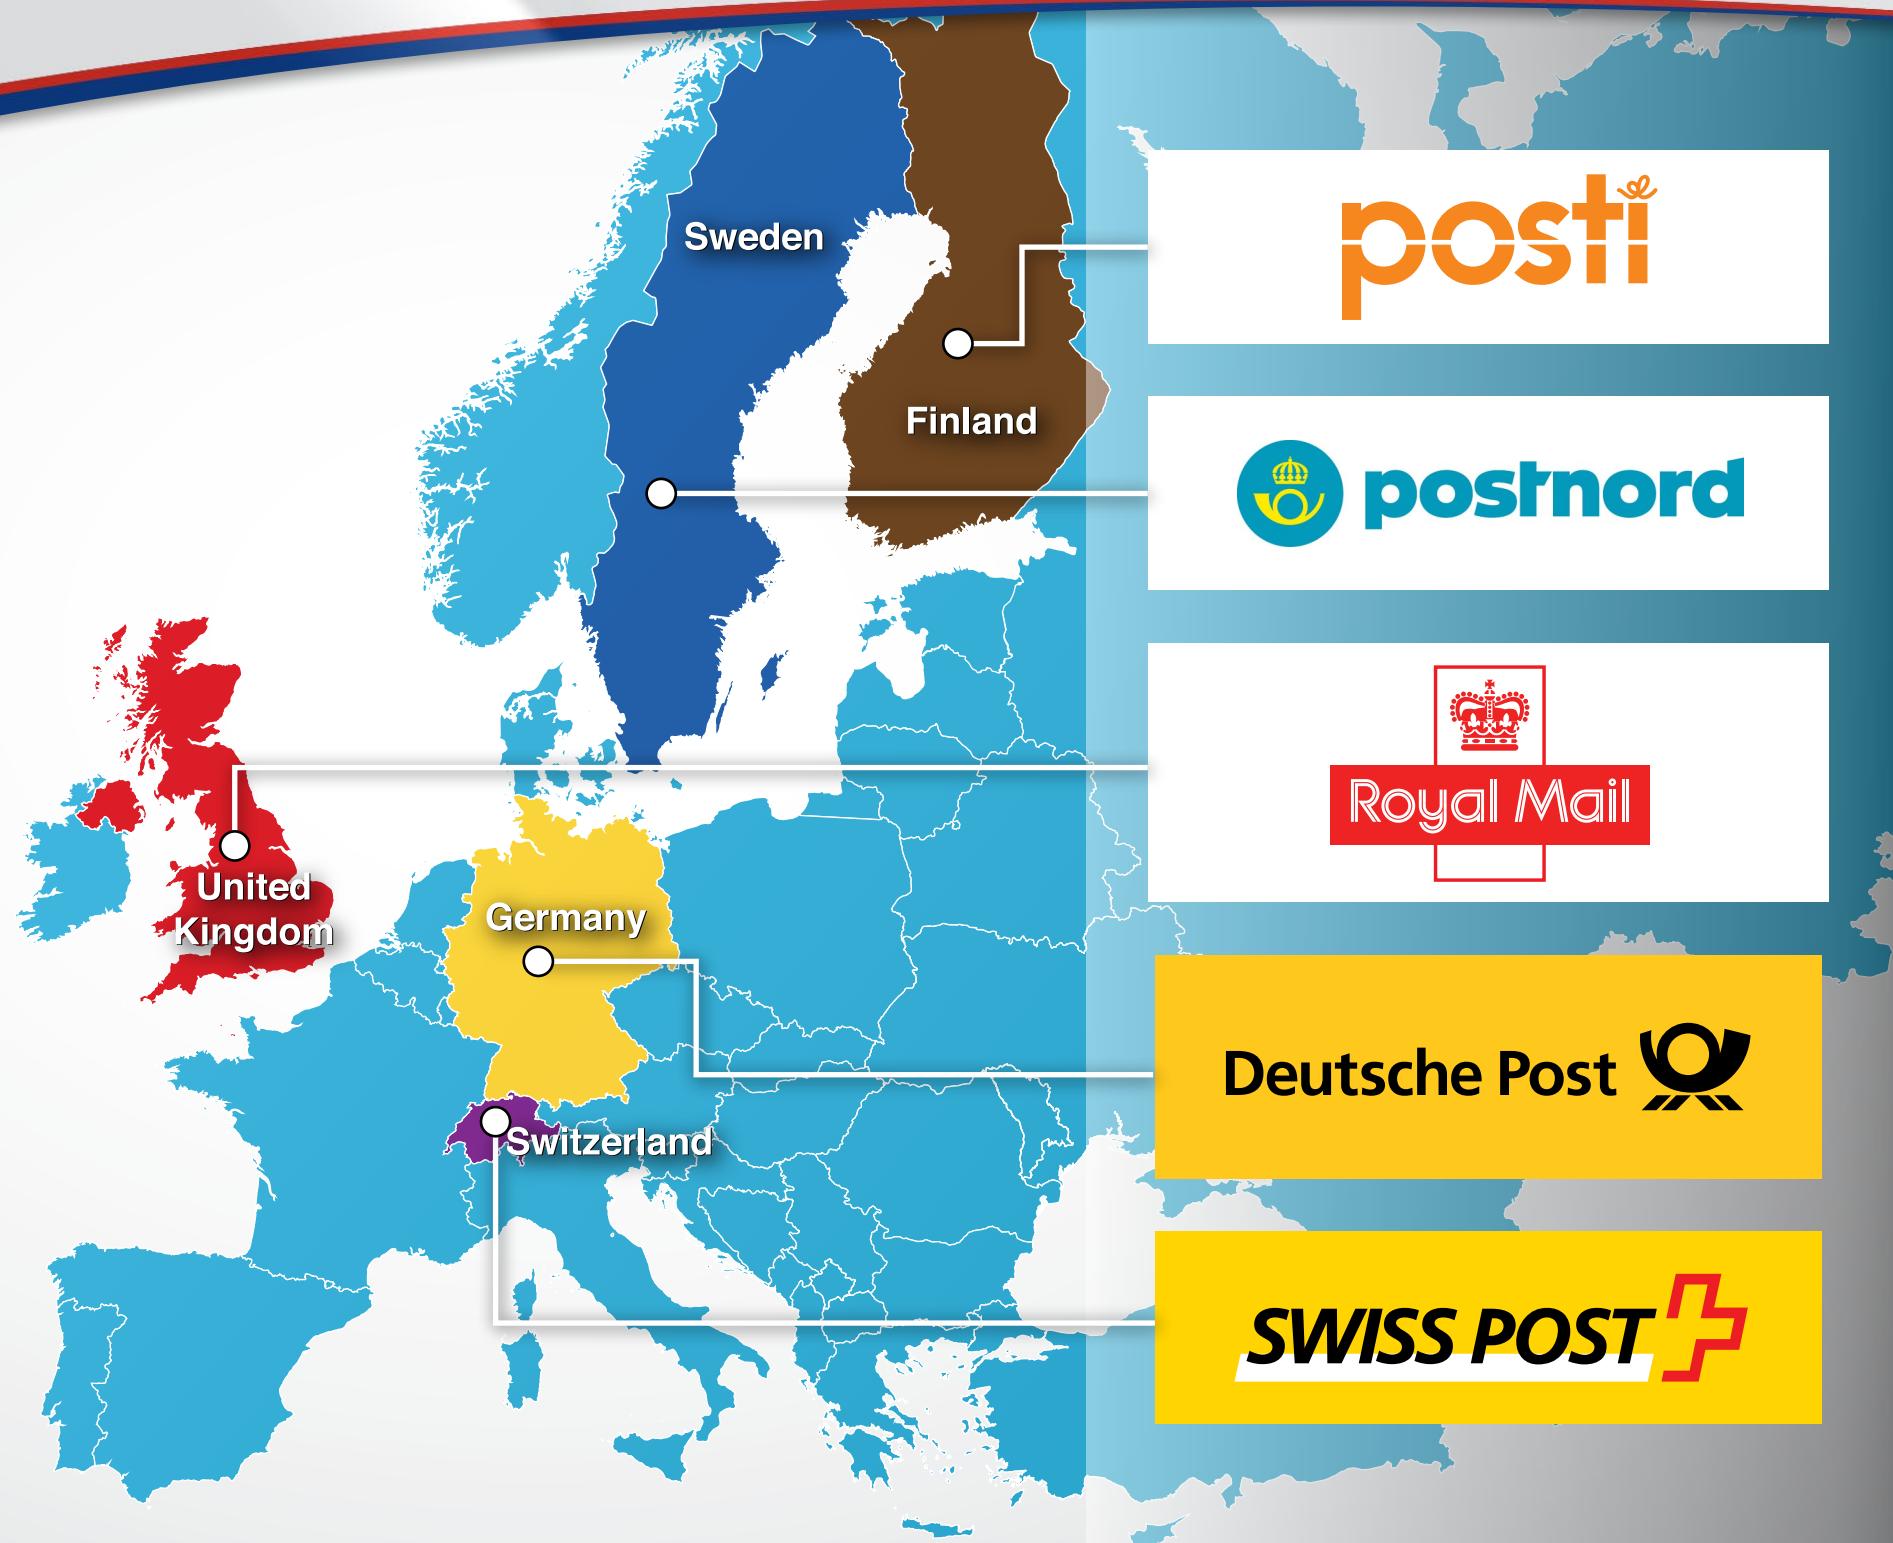 Sweden
posti
Finland
postnord
Royal Mail
United
Kingdom
Germany
Deutsche Post
Switzerland
SWISS POST